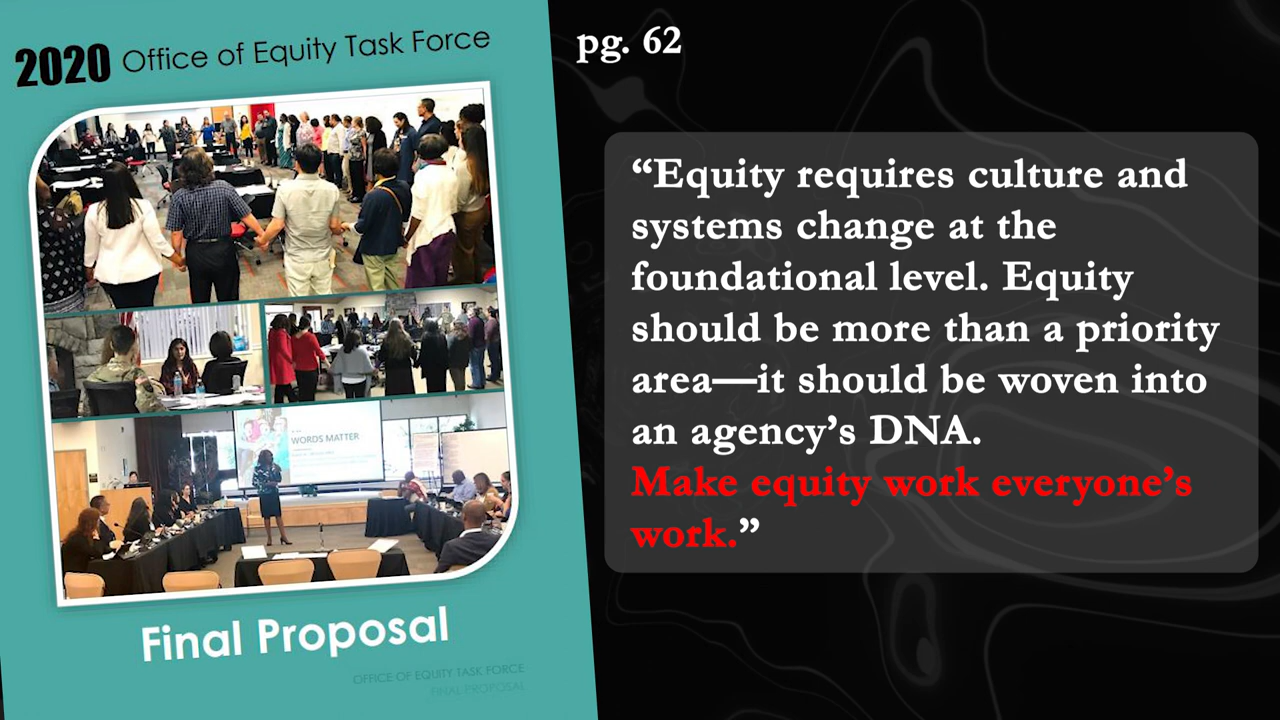 2020 Office of Equity Task Force
WORDS MATTER
Final Proposal
OFFICE OF EQUITY TASK FORCE
FINAL PROPOSAL
pg. 62
“Equity requires culture and
systems change at the
foundational level. Equity
should be more than a priority
area—it should be woven into
an agency’s DNA.
Make equity work everyone’s
work.”